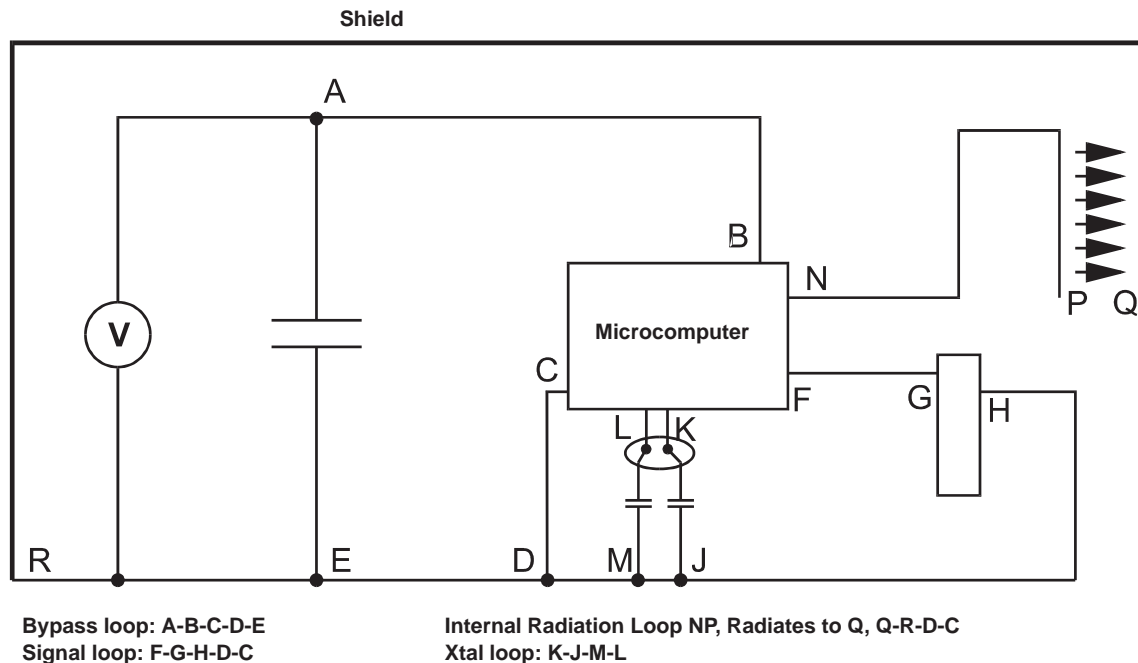 Shield
A
B
N
V
Microcomputer
P Q
C
F
G
H
L
K
R
E
D
M
J
Bypass loop: A-B-C-D-E
Internal Radiation Loop NP, Radiates to Q, Q-R-D-C
Signal loop: F-G-H-D-C
Xtal loop: K-J-M-L